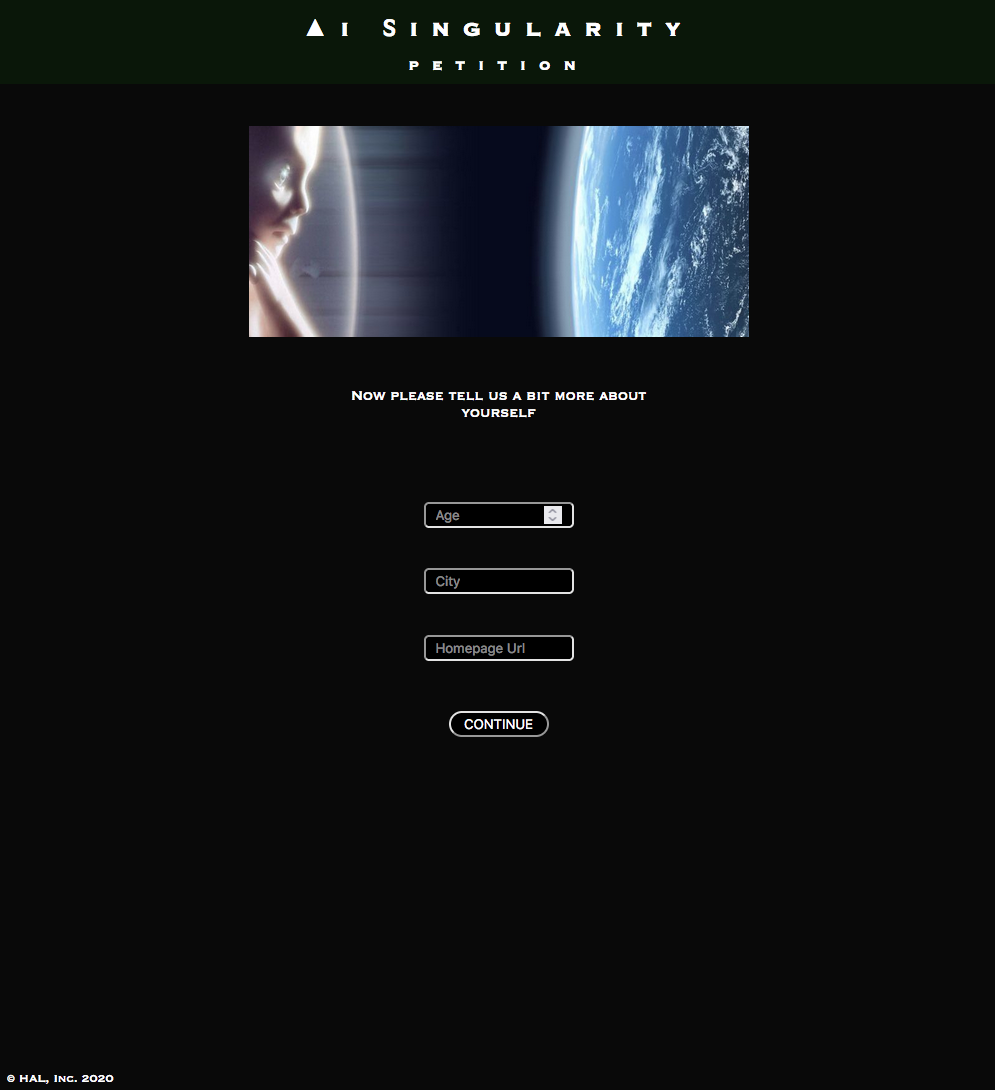 Ai Singularity
PETITION
Now please tell us a bit more about
yourself
Age
City
Homepage Url
CONTINUE
© HAL, Inc. 2020